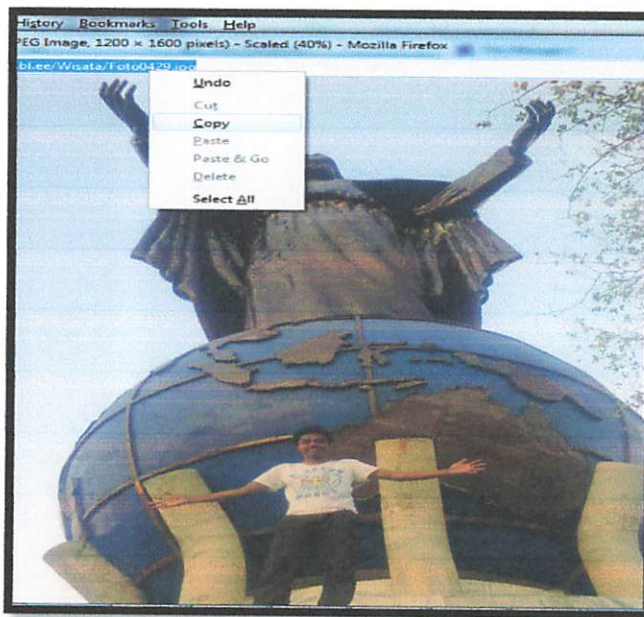 History Bookmarks Tools Help
PEG Image, 1200 × 1600 pixels) - Scaled (40%) - Mozilla Firefox
.bl.ee/Wisata/Foto0429.jpg
Undo
Cut
Copy
Paste
Paste & Go
Delete
Select All